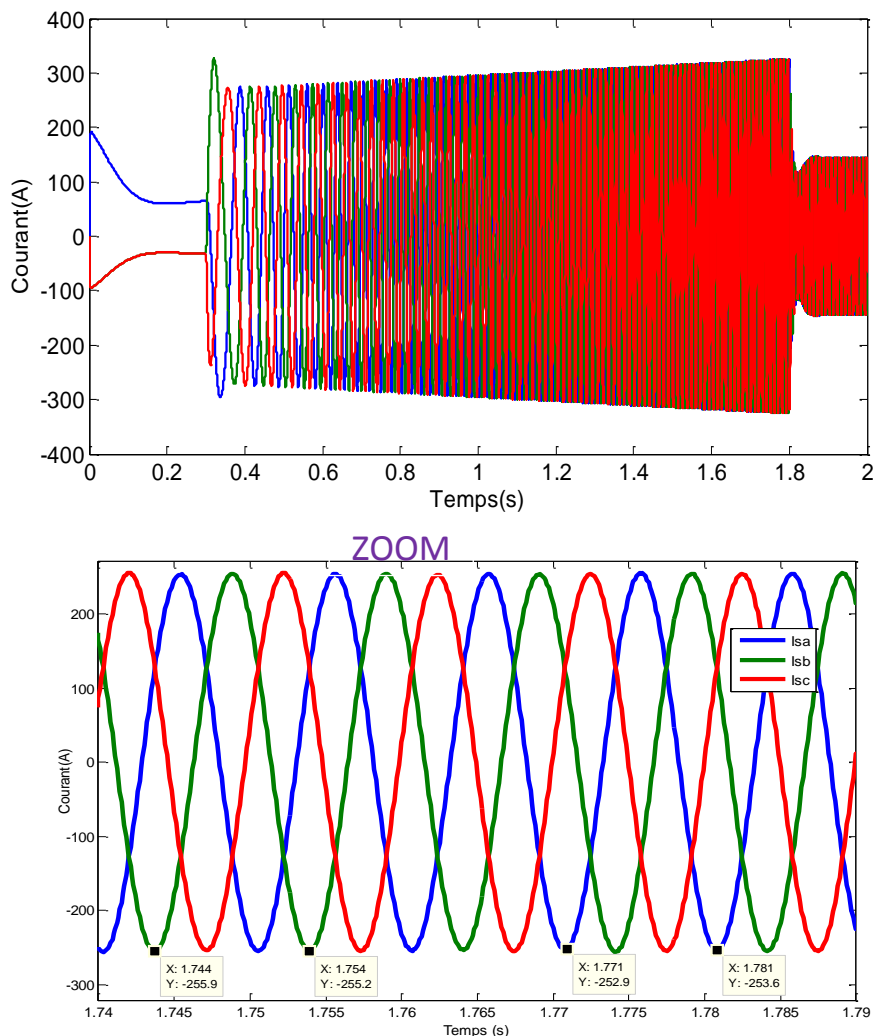 400
300
200
100
0
-100
-200
-300
-400
Courant(A)
0 0.2 0.4 0.6 0.8 1 1.2 1.4 1.6 1.8 2
Temps(s)
ZOOM
200
100
0
-100
-200
-300
Courant(A)
Isa
Isb
Isc
X: 1.744
Y: -255.9
X: 1.754
Y: -255.2
X: 1.771
Y: -252.9
X: 1.781
Y: -253.6
1.74 1.745 1.75 1.755 1.76 1.765 1.77 1.775 1.78 1.785 1.79
Temps (s)